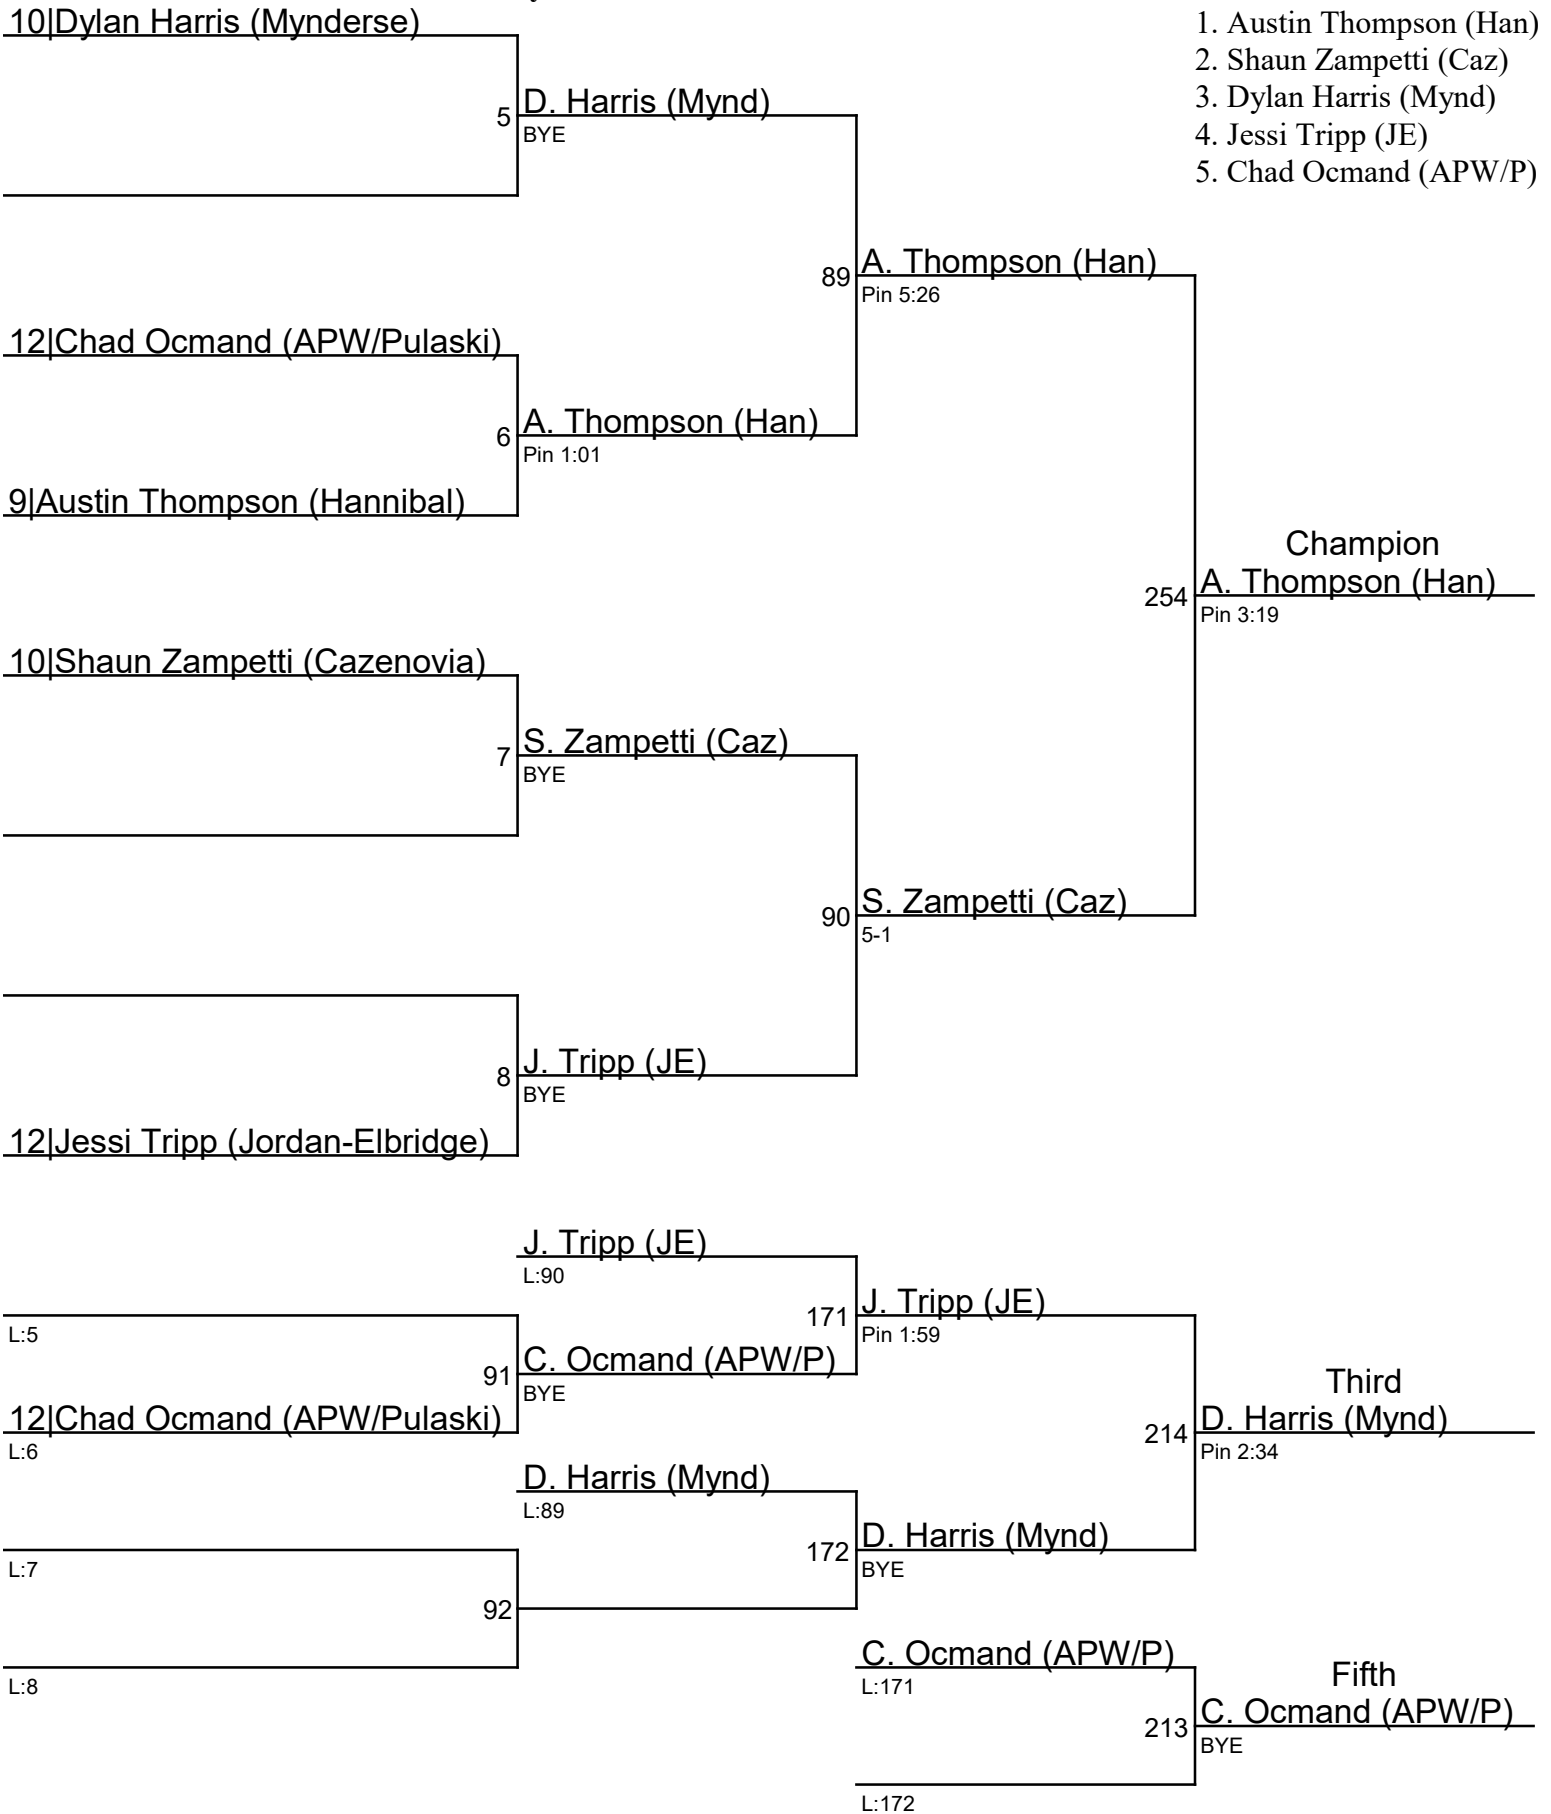 10|Dylan Harris (Mynderse)
1. Austin Thompson (Han)
2. Shaun Zampetti (Caz)
3. Dylan Harris (Mynd)
4. Jessi Tripp (JE)
5. Chad Ocmand (APW/P)
5 D. Harris (Mynd)
BYE
89 A. Thompson (Han)
Pin 5:26
12|Chad Ocmand (APW/Pulaski)
6 A. Thompson (Han)
Pin 1:01
9|Austin Thompson (Hannibal)
Champion
254 A. Thompson (Han)
Pin 3:19
10|Shaun Zampetti (Cazenovia)
7 S. Zampetti (Caz)
BYE
90 S. Zampetti (Caz)
5-1
8 J. Tripp (JE)
BYE
12|Jessi Tripp (Jordan-Elbridge)
J. Tripp (JE)
L:90
171 J. Tripp (JE)
Pin 1:59
L:5
91 C. Ocmand (APW/P)
BYE
12|Chad Ocmand (APW/Pulaski)
L:6
Third
214 D. Harris (Mynd)
Pin 2:34
D. Harris (Mynd)
L:89
172 D. Harris (Mynd)
BYE
L:7
92
L:8
C. Ocmand (APW/P)
L:171
Fifth
213 C. Ocmand (APW/P)
BYE
L:172